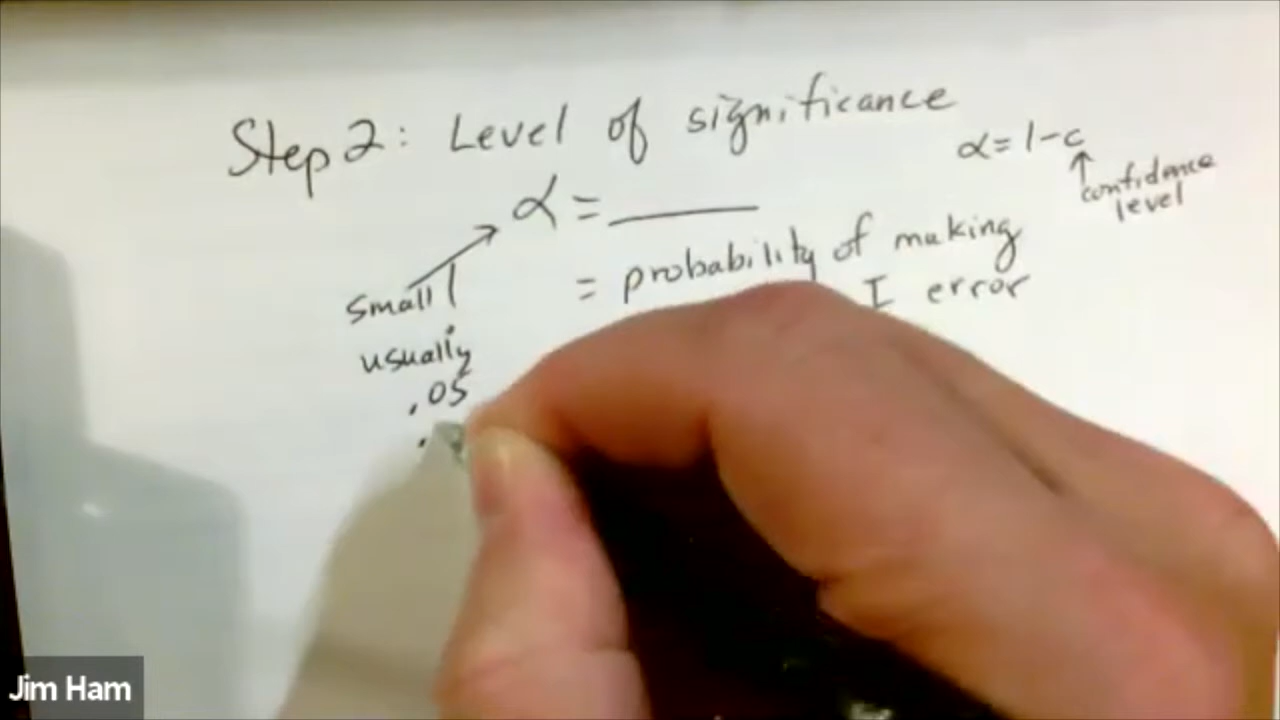 Step 2: Level of significance
α = 1-c
↑
confidence
level
α = ______
= probability of making
I error
small
usually
.05
.
Jim Ham